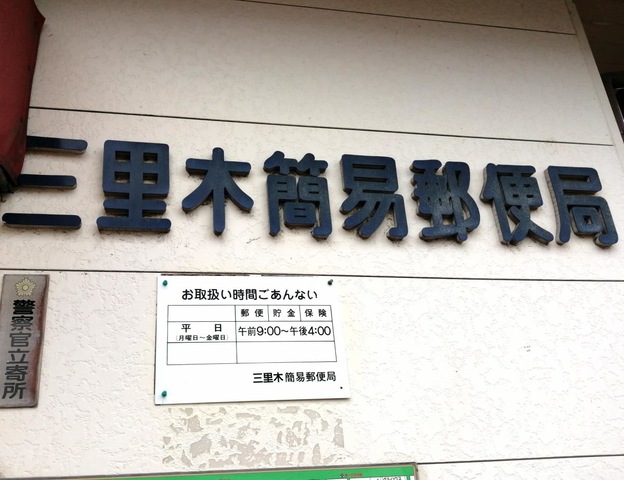 三里木簡易郵便局
警察官立寄所
お取扱い時間ごあんない
郵便 貯金 保険
平日 午前9:00～午後4:00
(月曜日～金曜日)
三里木簡易郵便局